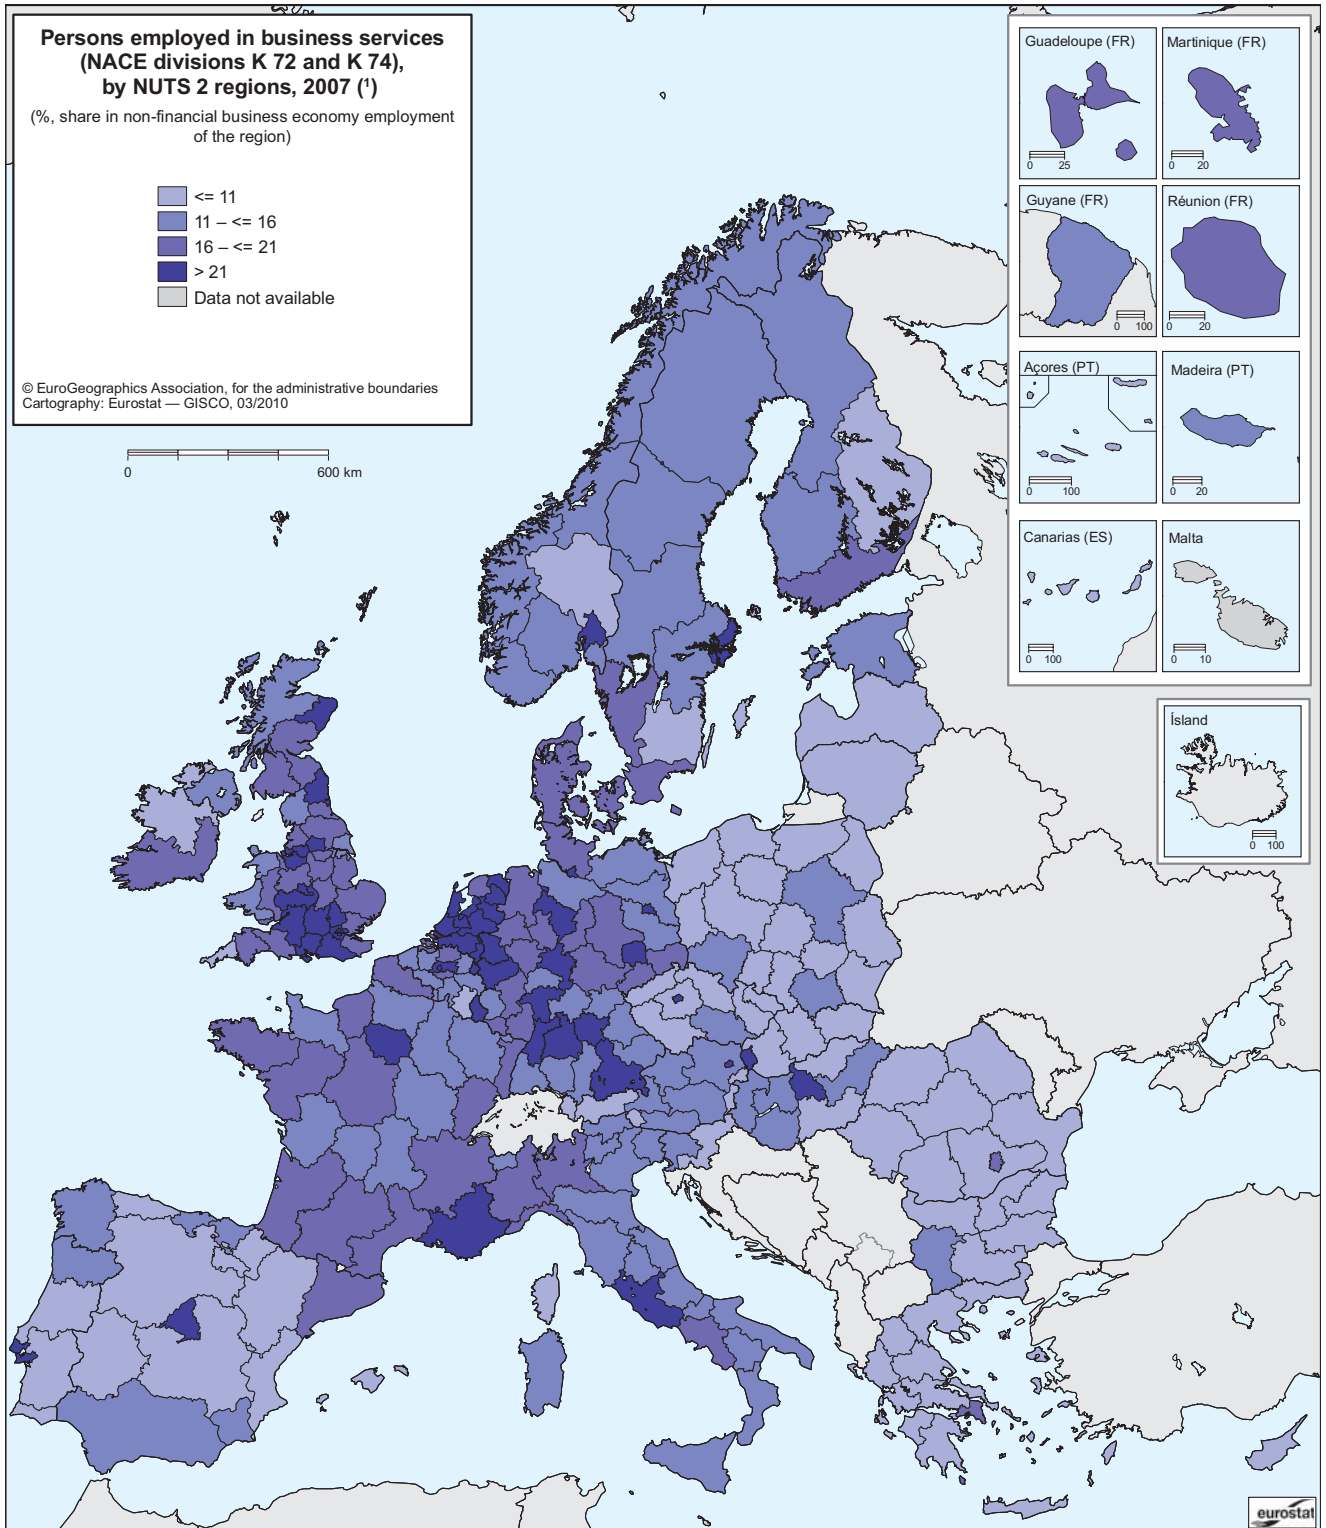 Persons employed in business services
(NACE divisions K 72 and K 74),
by NUTS 2 regions, 2007 (¹)
(%, share in non-financial business economy employment
of the region)
<= 11
11 – <= 16
16 – <= 21
> 21
Data not available
© EuroGeographics Association, for the administrative boundaries
Cartography: Eurostat — GISCO, 03/2010
0 600 km
Guadeloupe (FR)
0 25
Martinique (FR)
0 20
Guyane (FR)
0 100
Réunion (FR)
0 20
Açores (PT)
0 100
Madeira (PT)
0 20
Canarias (ES)
0 100
Malta
0 10
Ísland
0 100
eurostat